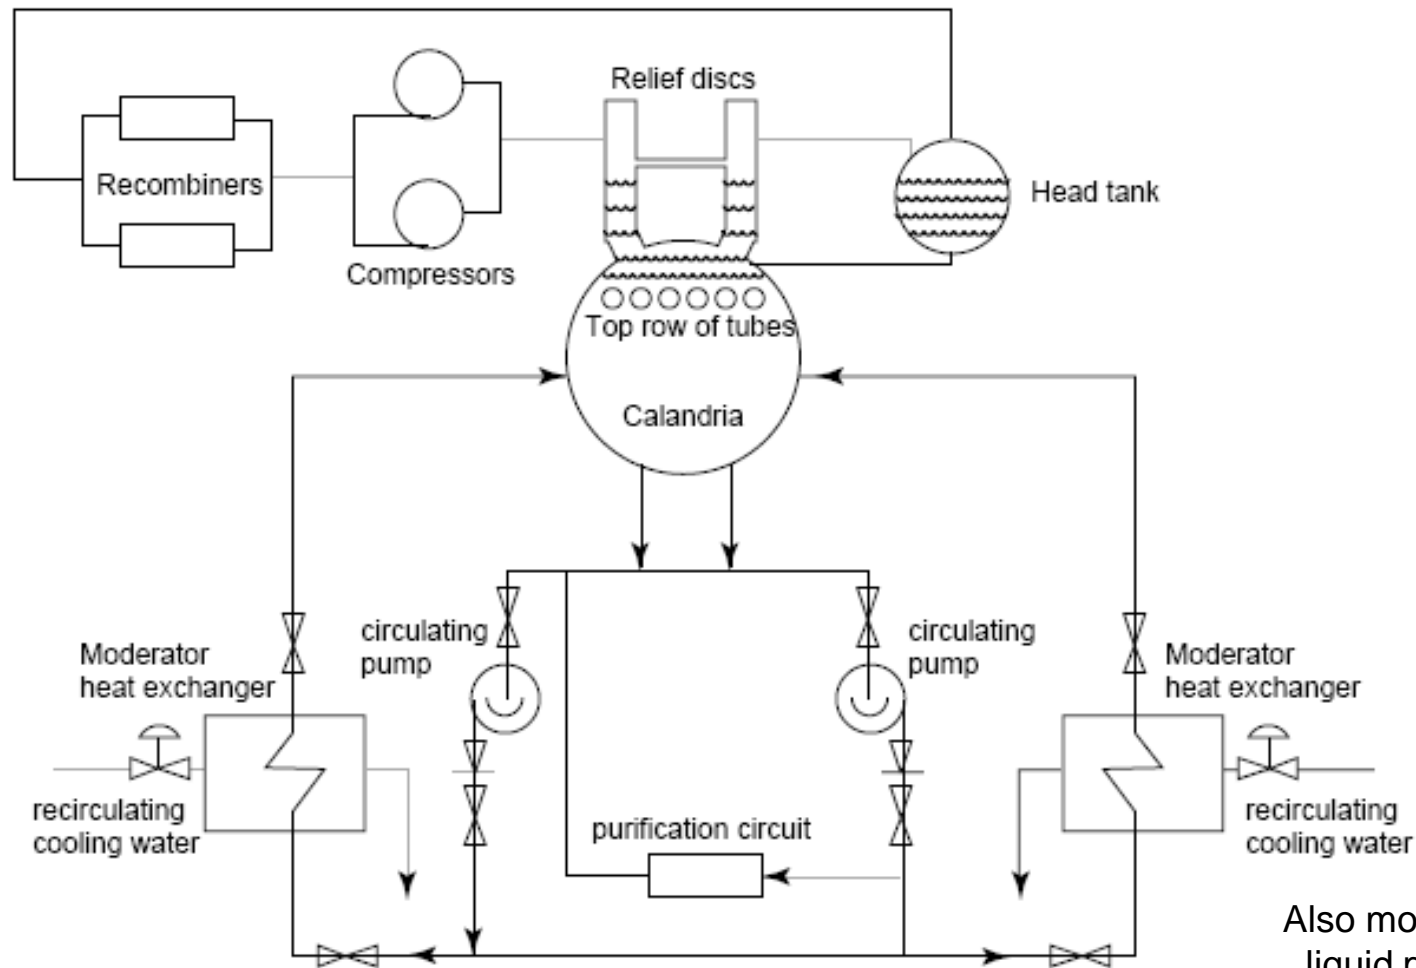 Relief discs
Recombiners
Head tank
Compressors
Top row of tubes
Calandria
circulating
pump
circulating
pump
Moderator
heat exchanger
Moderator
heat exchanger
recirculating
cooling water
purification circuit
recirculating
cooling water
Also
liquid